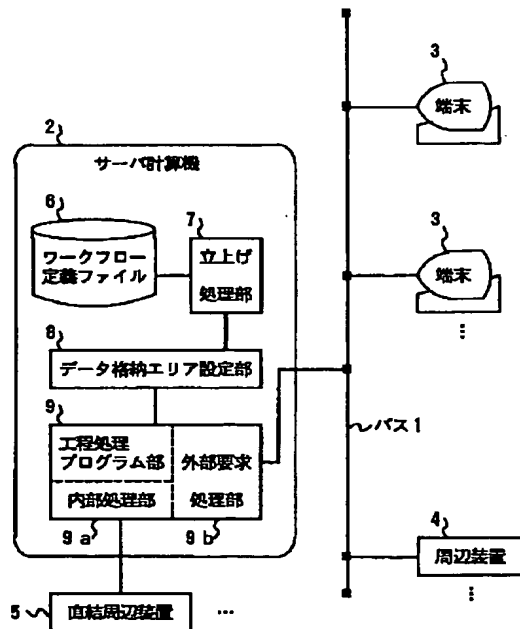 3
端末
2
サーバ計算機
6
7
ワークフロー
定義ファイル
立上げ
処理部
3
端末
⋮
8
データ格納エリア設定部
9
工程処理
プログラム部
外部要求
処理部
内部処理部
バス1
9a
9b
4
周辺装置
⋮
5
直結周辺装置
…